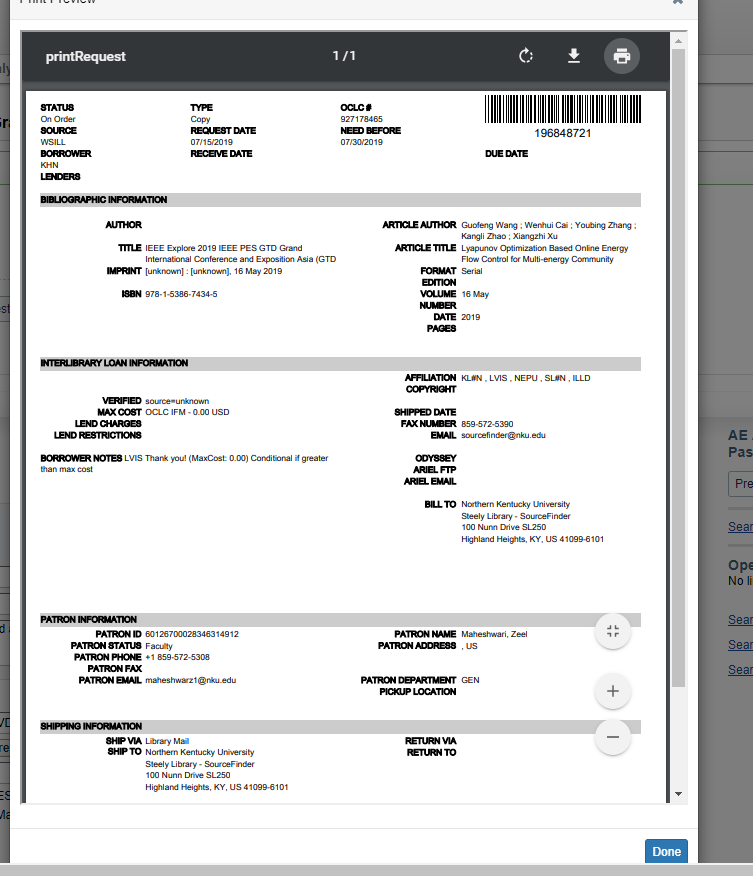 printRequest 1 / 1
STATUS TYPE OCLC #
On Order Copy 927178465
SOURCE REQUEST DATE NEED BEFORE
196848721
WSILL 07/15/2019 07/30/2019
BORROWER RECEIVE DATE DUE DATE
KHN
LENDERS
BIBLIOGRAPHIC INFORMATION
AUTHOR
TITLE IEEE Explore 2019 IEEE PES GTD Grand
International Conference and Exposition Asia (GTD
IMPRINT [unknown] : [unknown], 16 May 2019
ISBN 978-1-5386-7434-5
ARTICLE AUTHOR Guofeng Wang ; Wenhui Cai ; Youbing Zhang ;
Kangli Zhao ; Xiangzhi Xu
ARTICLE TITLE Lyapunov Optimization Based Online Energy
Flow Control for Multi-energy Community
FORMAT Serial
EDITION
VOLUME 16 May
NUMBER
DATE 2019
PAGES
INTERLIBRARY LOAN INFORMATION
VERIFIED source=unknown
MAX COST OCLC IFM - 0.00 USD
LEND CHARGES
LEND RESTRICTIONS
BORROWER NOTES LVIS Thank you! (MaxCost: 0.00) Conditional if greater
than max cost
AFFILIATION KL#N , LVIS , NEPU , SL#N , ILLD
COPYRIGHT
SHIPPED DATE
FAX NUMBER 859-572-5390
EMAIL sourcefinder@nku.edu
ODYSSEY
ARIEL FTP
ARIEL EMAIL
BILL TO Northern Kentucky University
Steely Library - SourceFinder
100 Nunn Drive SL250
Highland Heights, KY, US 41099-6101
PATRON INFORMATION
PATRON ID 60126700028346314912
PATRON STATUS Faculty
PATRON PHONE +1 859-572-5308
PATRON FAX
PATRON EMAIL maheshwarz1@nku.edu
PATRON NAME Maheshwari, Zeel
PATRON ADDRESS , US
PATRON DEPARTMENT GEN
PICKUP LOCATION
SHIPPING INFORMATION
SHIP VIA Library Mail
SHIP TO Northern Kentucky University
Steely Library - SourceFinder
100 Nunn Drive SL250
Highland Heights, KY, US 41099-6101
RETURN VIA
RETURN TO
Done
AE
Pas
Pre
Sear
Ope
No li
Sear
Sear
Sear